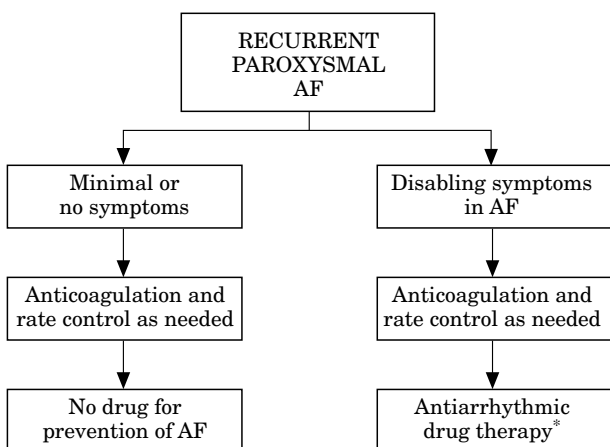 RECURRENT
PAROXYSMAL
AF
Minimal or
no symptoms
Disabling symptoms
in AF
Anticoagulation and
rate control as needed
Anticoagulation and
rate control as needed
No drug for
prevention of AF
Antiarrhythmic
drug therapy*